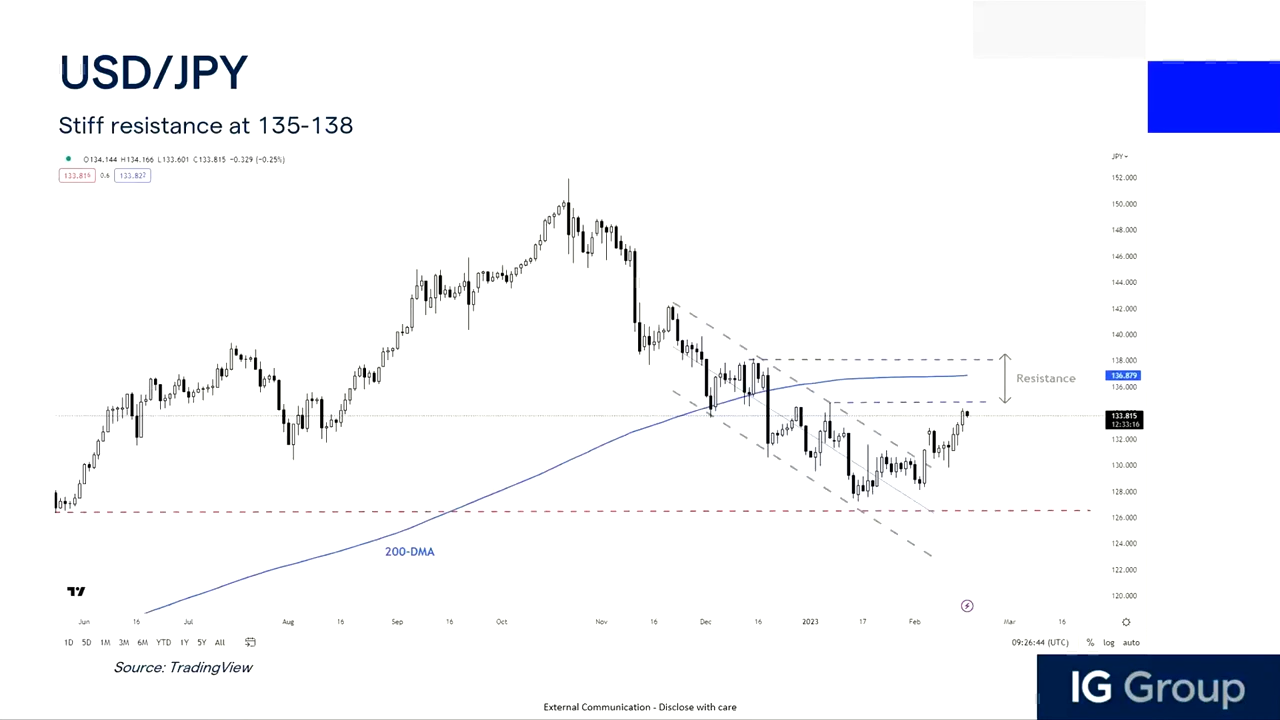 USD/JPY
Stiff resistance at 135-138
O134.144 H134.166 L133.601 C133.815 −0.329 (−0.25%)
133.816 0.6 133.822
JPY
152.000
150.000
148.000
146.000
144.000
142.000
140.000
138.000
136.879
136.000
133.815
12:33:16
132.000
130.000
128.000
126.000
124.000
122.000
120.000
Resistance
200-DMA
Jun 16 Jul Aug 16 Sep 16 Oct Nov 16 Dec 16 2023 17 Feb Mar 16
1D 5D 1M 3M 6M YTD 1Y 5Y All
09:26:44 (UTC) % log auto
Source: TradingView
IG Group
External Communication - Disclose with care